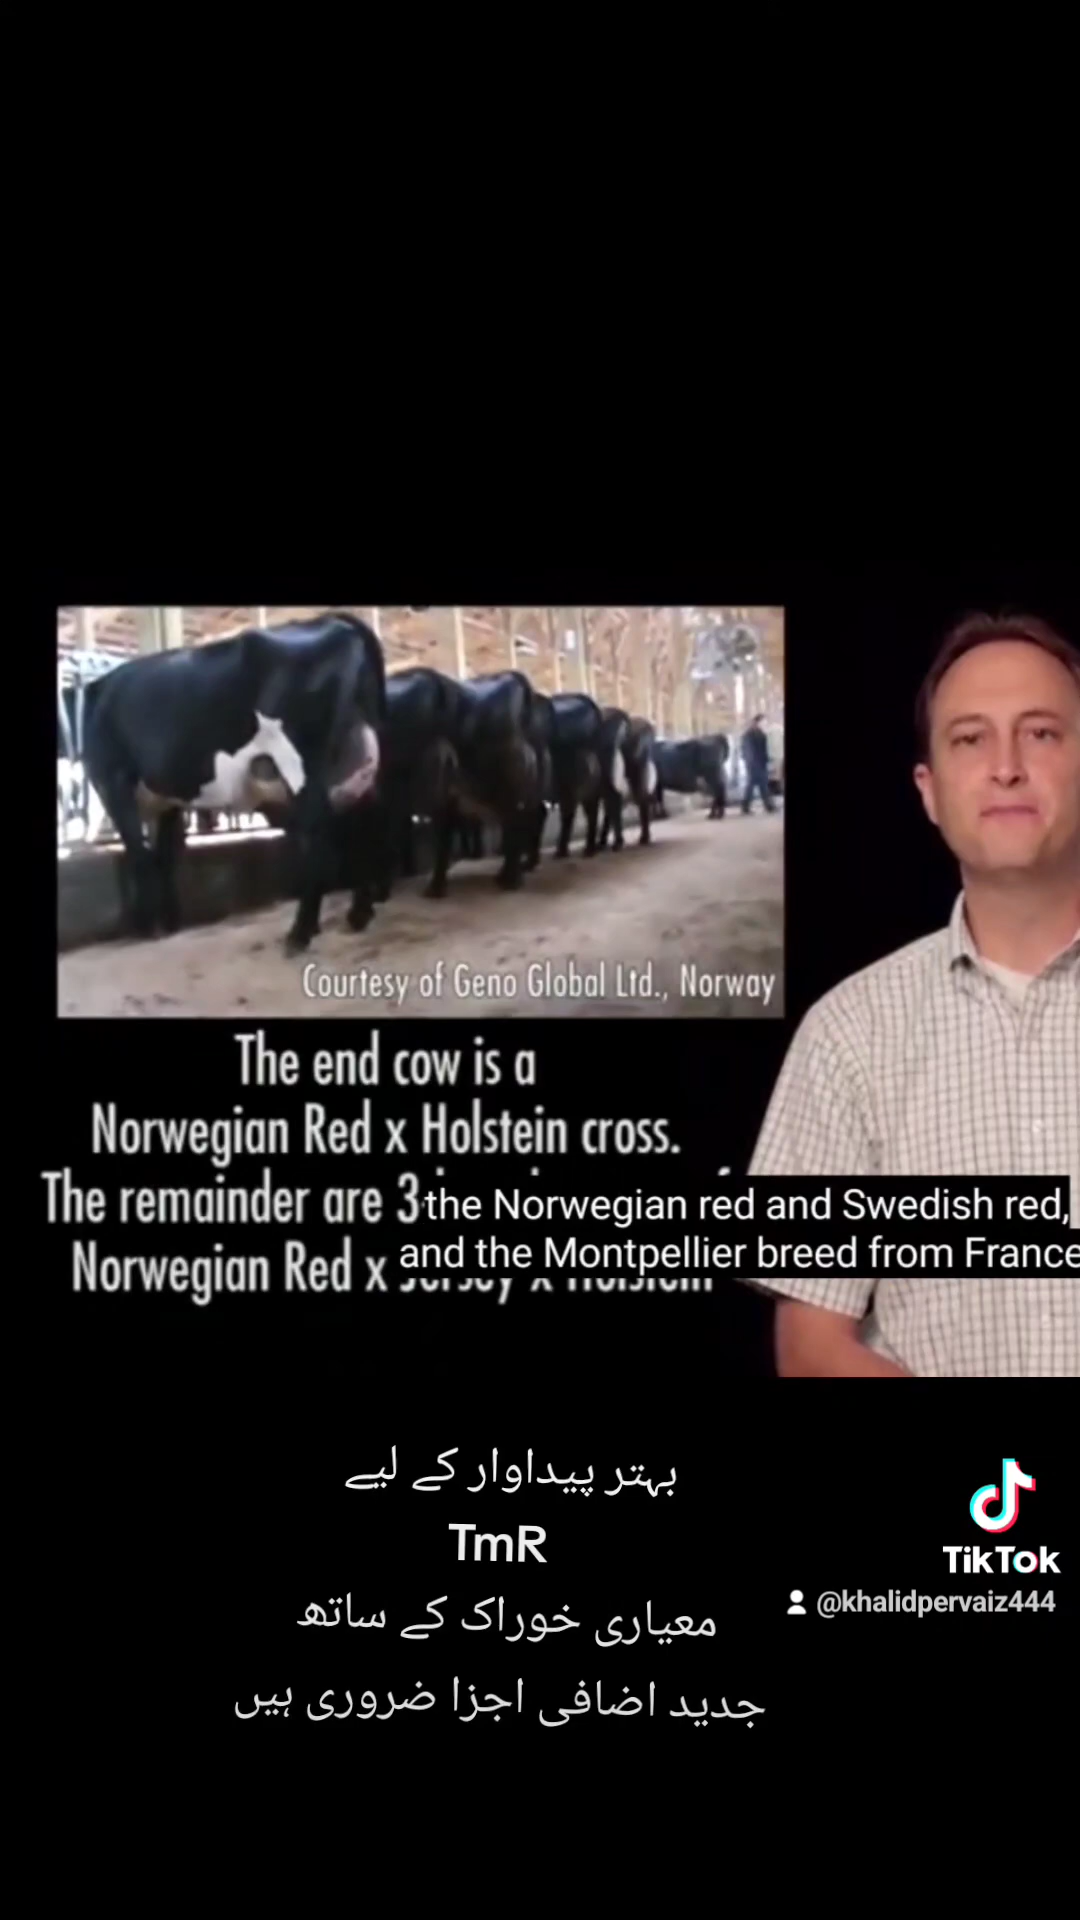 Courtesy of Geno Global Ltd., Norway
The end cow is a
Norwegian Red x Holstein cross.
The remainder are 3
Norwegian Red x
the Norwegian red and Swedish red,
and the Montpellier breed from France
بہتر پیداوار کے لیے
TmR
معیاری خوراک کے ساتھ
جدید اضافی اجزا ضروری ہیں
TikTok
@khalidpervaiz444